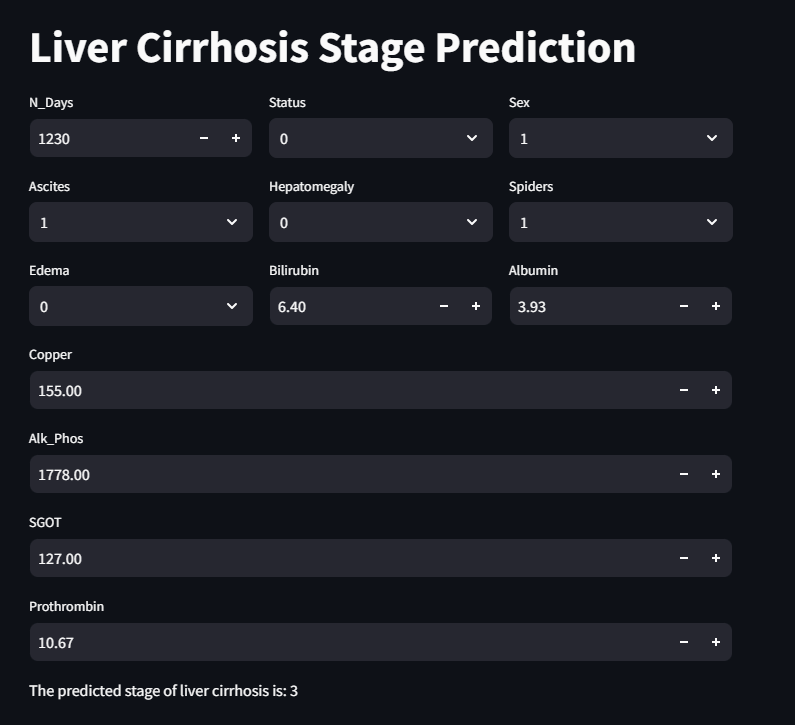 Liver Cirrhosis Stage Prediction
N_Days Status Sex
1230 0 1
Ascites Hepatomegaly Spiders
1 0 1
Edema Bilirubin Albumin
0 6.40 3.93
Copper
155.00
Alk_Phos
1778.00
SGOT
127.00
Prothrombin
10.67
The predicted stage of liver cirrhosis is: 3